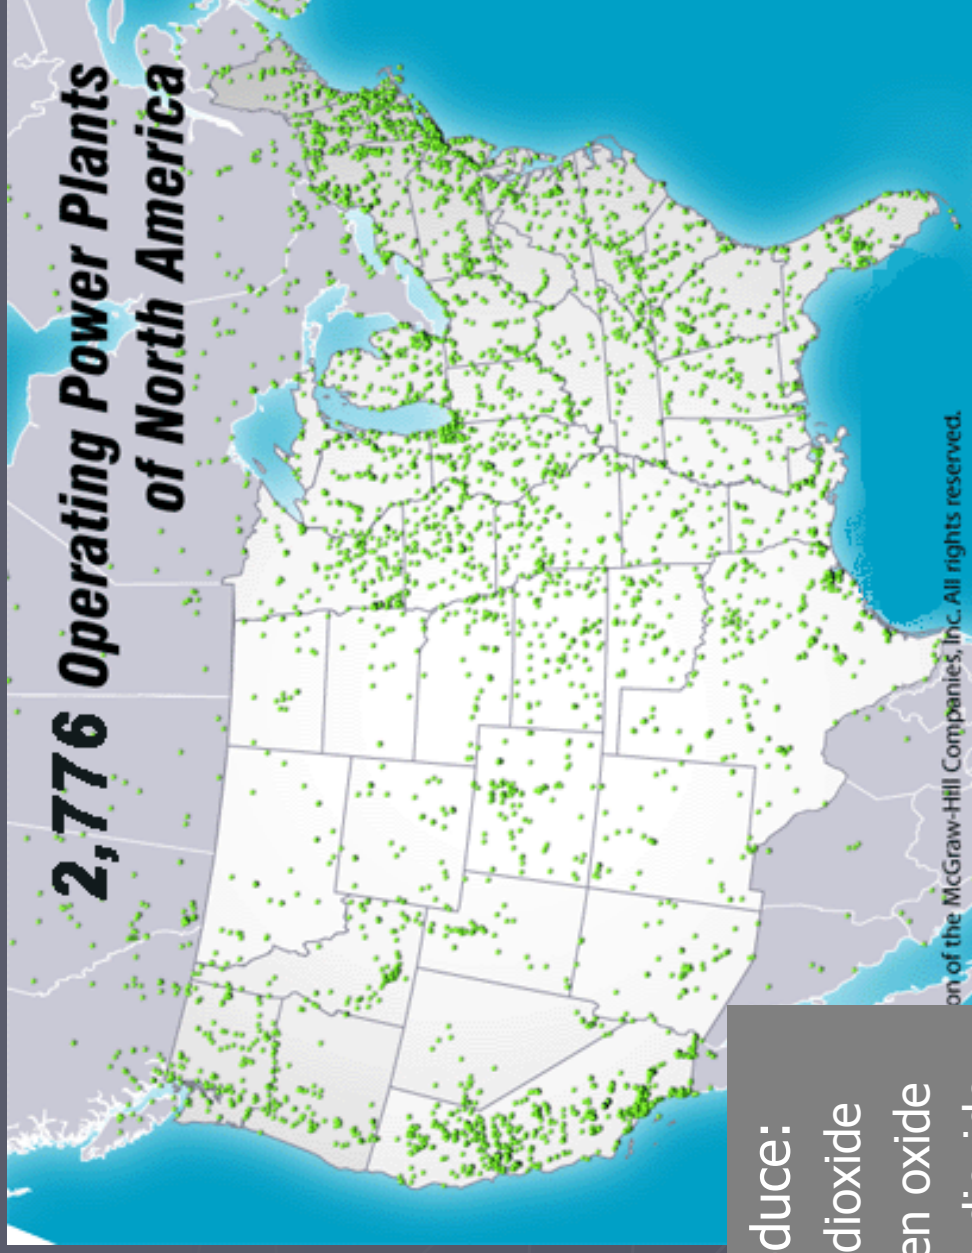 2,776 Operating Power Plants
of North America
on of the McGraw-Hill Companies, Inc. All rights reserved.
duce:
dioxide
en oxide